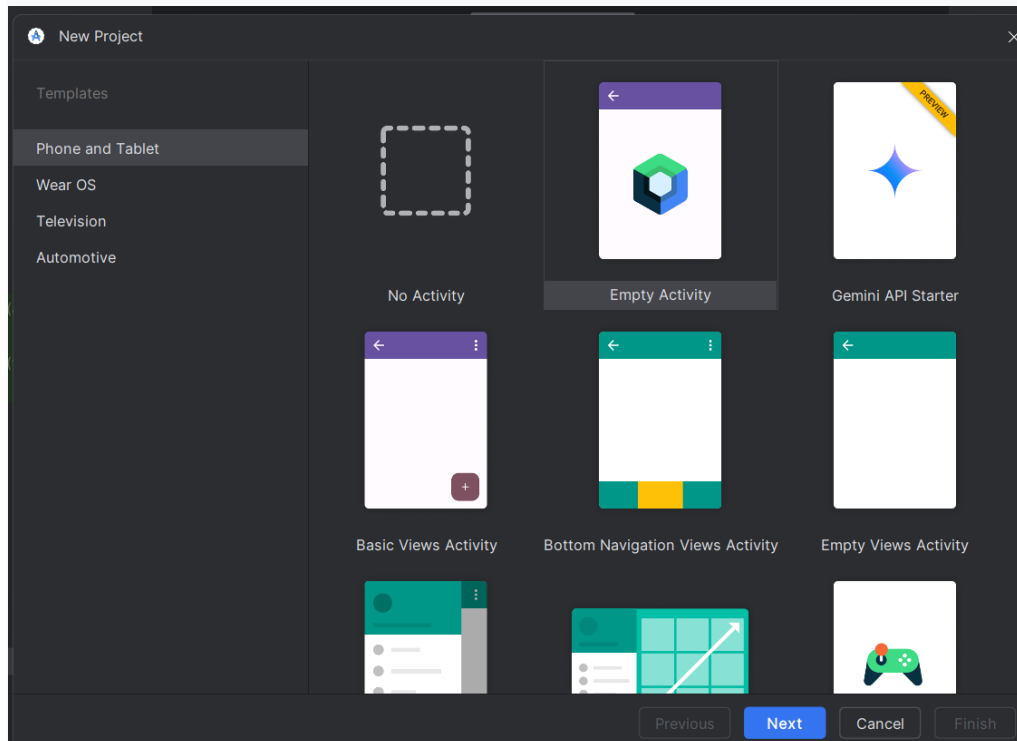 New Project
Templates
Phone and Tablet
Wear OS
Television
Automotive
PREVIEW
No Activity
Empty Activity
Gemini API Starter
Basic Views Activity
Bottom Navigation Views Activity
Empty Views Activity
Previous
Next
Cancel
Finish